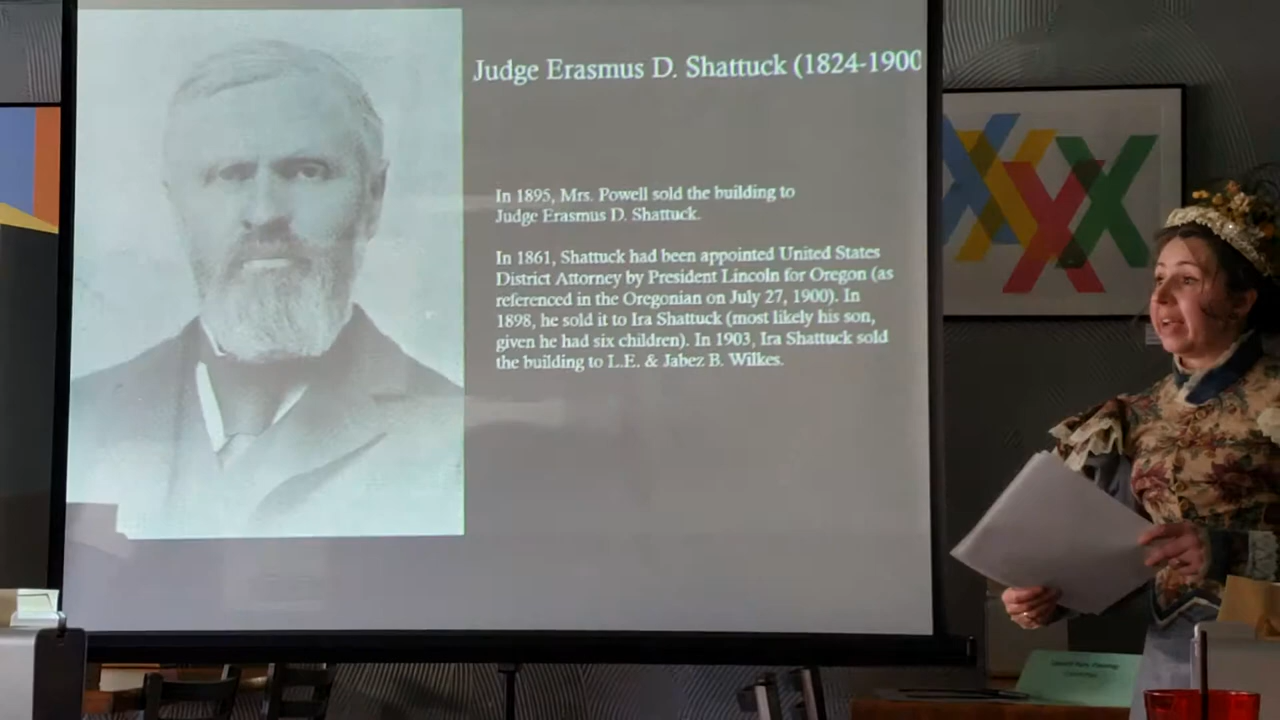 Judge Erasmus D. Shattuck (1824-1900
In 1895, Mrs. Powell sold the building to
Judge Erasmus D. Shattuck.
In 1861, Shattuck had been appointed United States
District Attorney by President Lincoln for Oregon (as
referenced in the Oregonian on July 27, 1900). In
1898, he sold it to Ira Shattuck (most likely his son,
given he had six children). In 1903, Ira Shattuck sold
the building to L.E. & Jabez B. Wilkes.